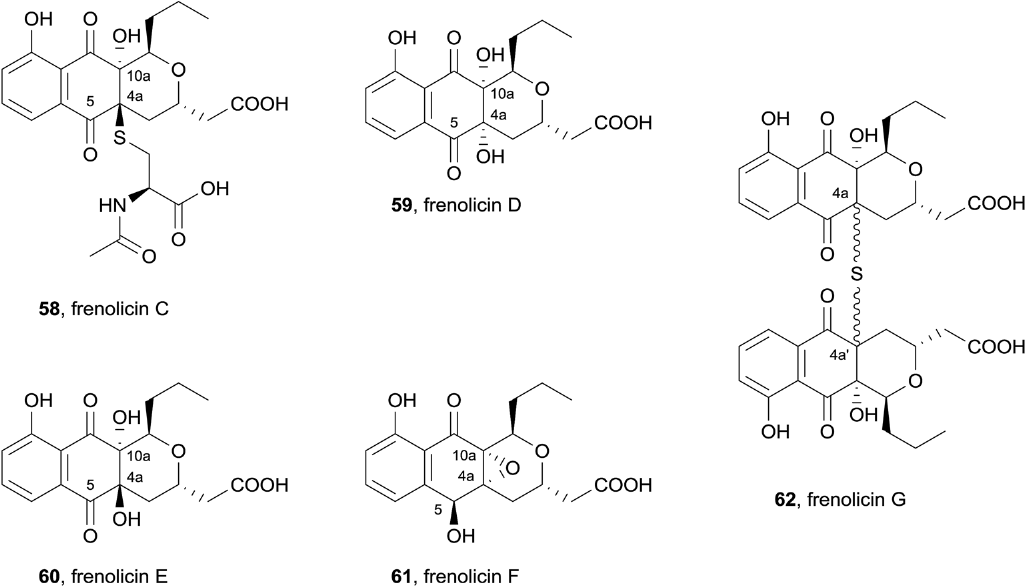 OH
O
OH
O
10a
4a
5
COOH
O
S
HN
OH
O
O
58, frenolicin C
OH
O
OH
O
10a
5
4a
COOH
O
OH
59, frenolicin D
OH
O
OH
O
10a
4a
5
COOH
O
OH
60, frenolicin E
OH
O
10a
O
O
4a
5
COOH
OH
61, frenolicin F
OH
O
OH
O
4a
COOH
O
S
O
4a'
COOH
O
OH
O
OH
62, frenolicin G